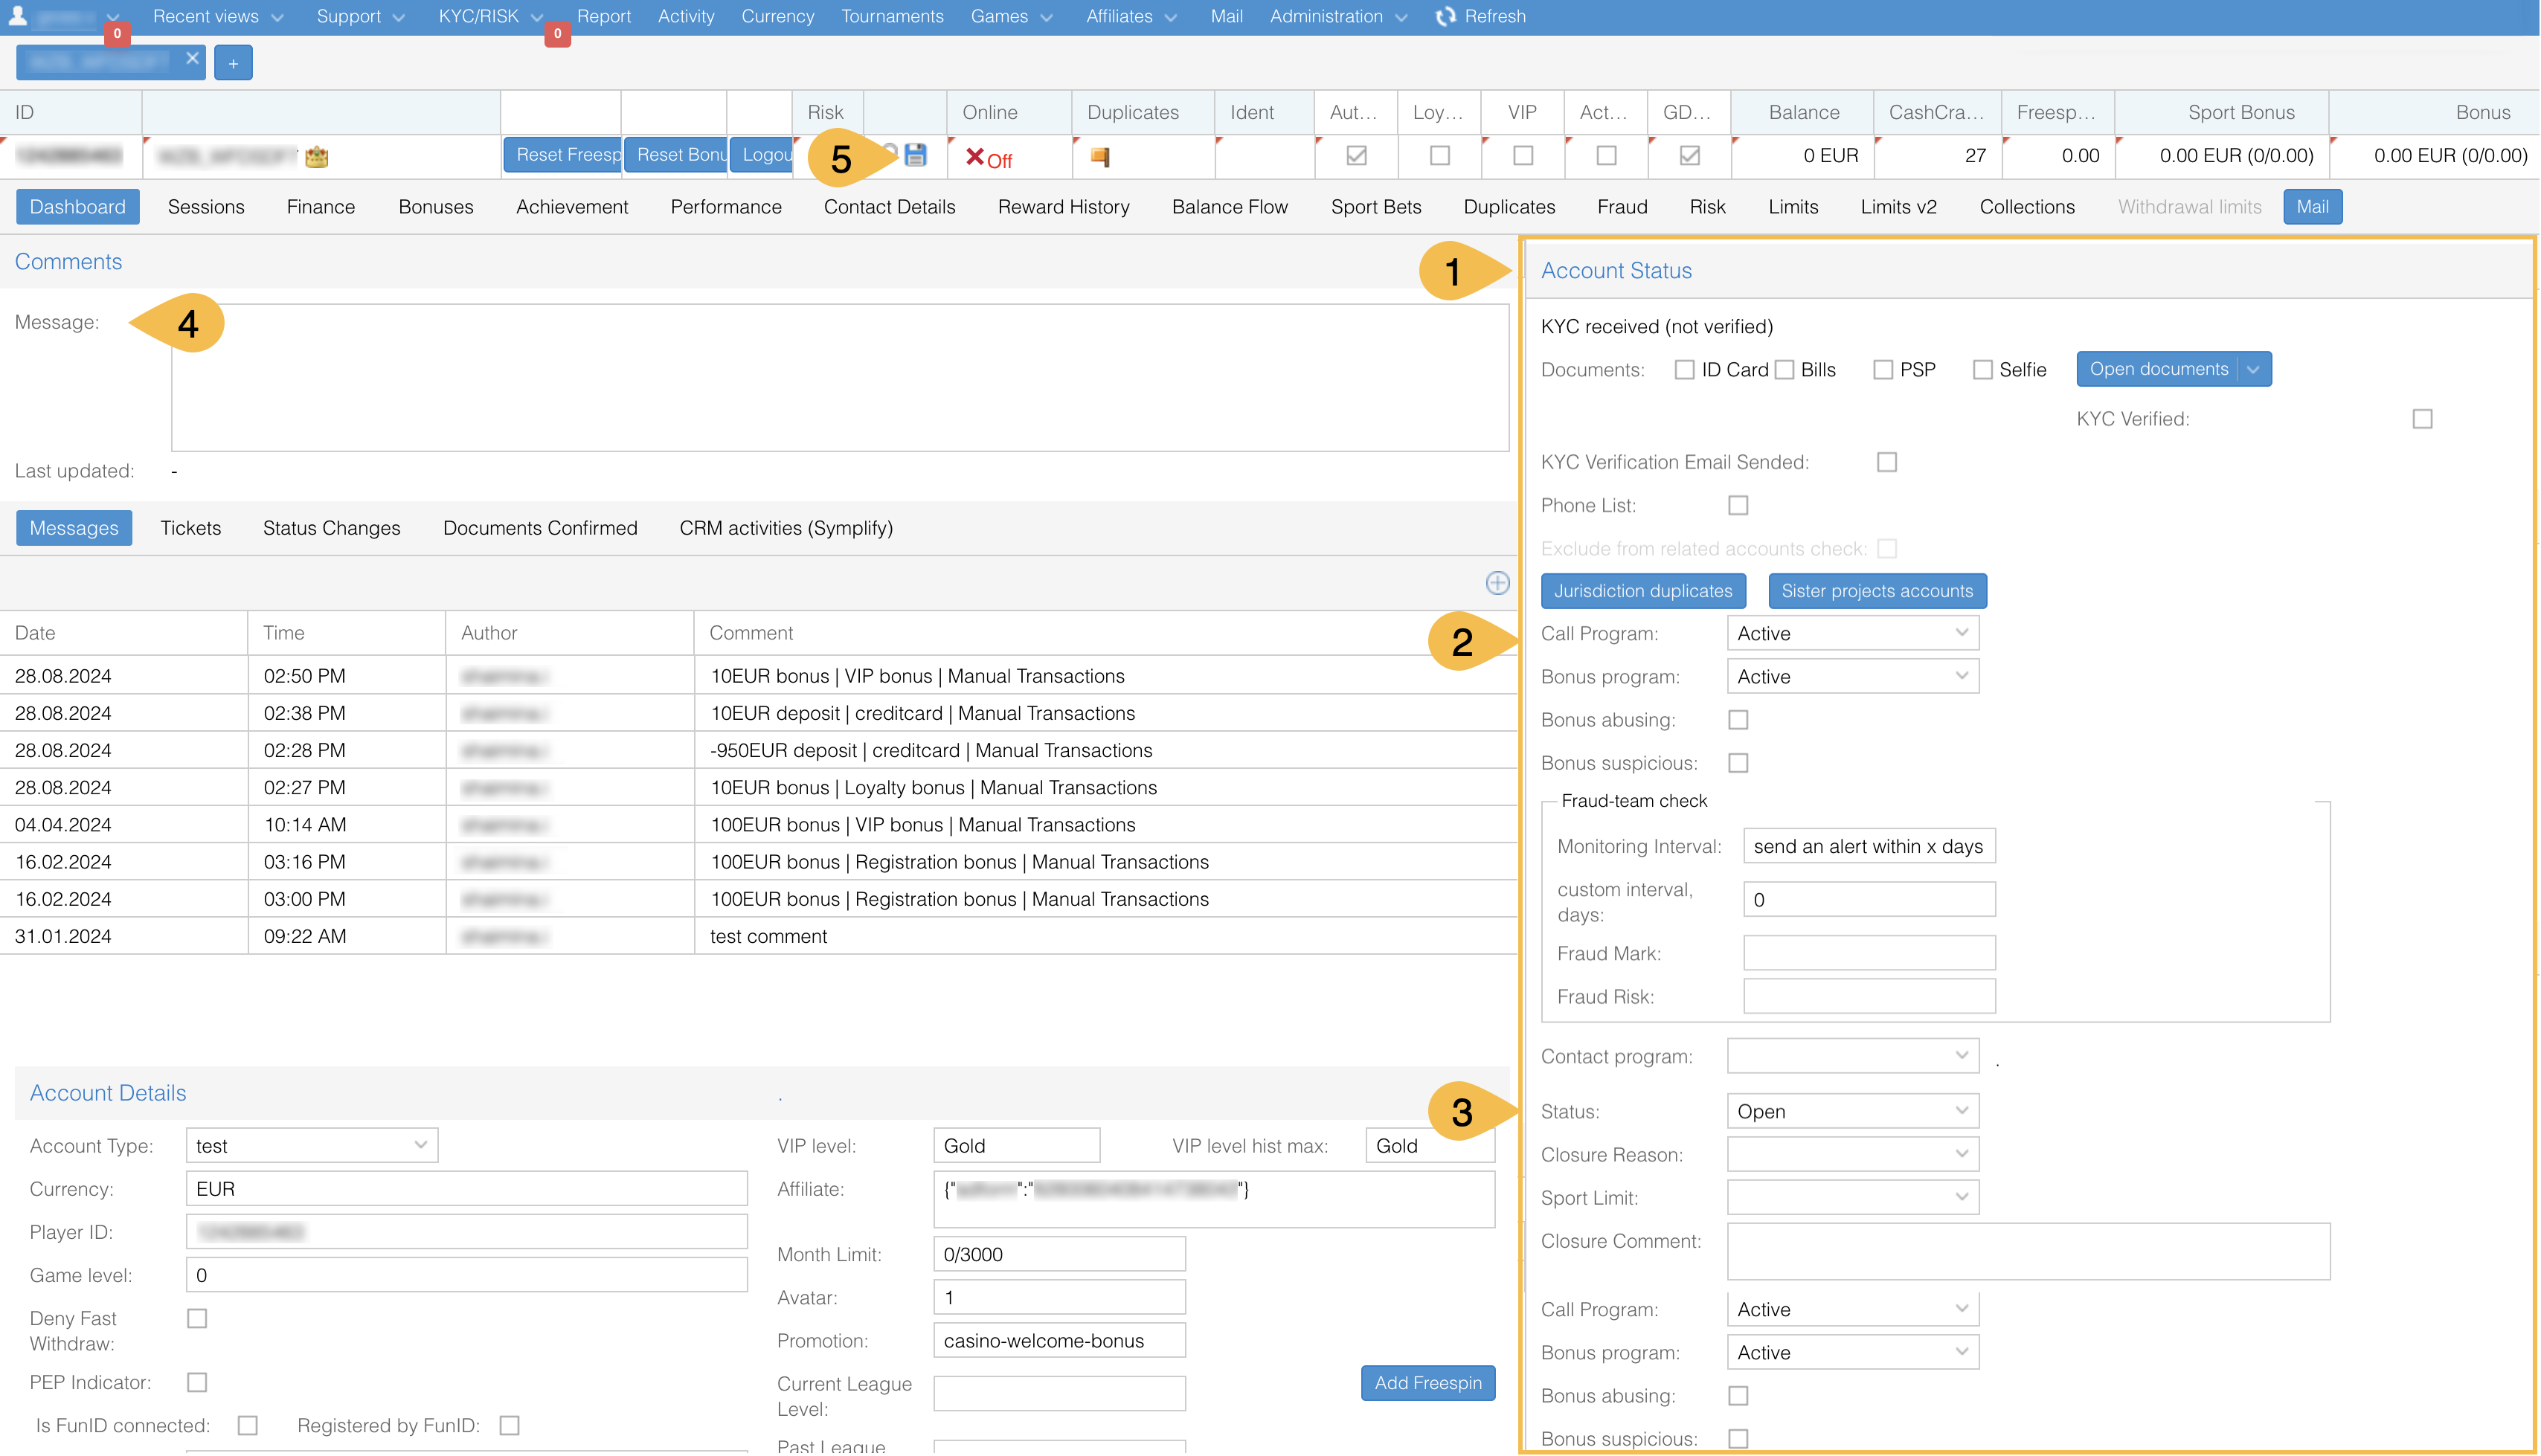 Recent views Support KYC/RISK Report Activity Currency Tournaments Games Affiliates Mail Administration Refresh
0 0
+
ID Risk Online Duplicates Ident Aut... Loy... VIP Act... GD... Balance CashCra... Freesp... Sport Bonus Bonus
Reset Freesp Reset Bonu Logou 5 Off 0 EUR 27 0.00 0.00 EUR (0/0.00) 0.00 EUR (0/0.00)
Dashboard Sessions Finance Bonuses Achievement Performance Contact Details Reward History Balance Flow Sport Bets Duplicates Fraud Risk Limits Limits v2 Collections Withdrawal limits Mail
Comments
Message: 4
Last updated: -
Messages Tickets Status Changes Documents Confirmed CRM activities (Symplify)
Date Time Author Comment
28.08.2024 02:50 PM 10EUR bonus | VIP bonus | Manual Transactions
28.08.2024 02:38 PM 10EUR deposit | creditcard | Manual Transactions
28.08.2024 02:28 PM -950EUR deposit | creditcard | Manual Transactions
28.08.2024 02:27 PM 10EUR bonus | Loyalty bonus | Manual Transactions
04.04.2024 10:14 AM 100EUR bonus | VIP bonus | Manual Transactions
16.02.2024 03:16 PM 100EUR bonus | Registration bonus | Manual Transactions
16.02.2024 03:00 PM 100EUR bonus | Registration bonus | Manual Transactions
31.01.2024 09:22 AM test comment
Account Details .
Account Type: test
Currency: EUR
Player ID:
Game level: 0
Deny Fast
Withdraw:
PEP Indicator:
Is FunID connected: Registered by FunID:
VIP level: Gold VIP level hist max: Gold
Affiliate: {" ":" "}
Month Limit: 0/3000
Avatar: 1
Promotion: casino-welcome-bonus
Current League
Level:
Add Freespin
Past League
1 Account Status
KYC received (not verified)
Documents: ID Card Bills PSP Selfie Open documents
KYC Verified:
KYC Verification Email Sended:
Phone List:
Exclude from related accounts check:
Jurisdiction duplicates Sister projects accounts
2 Call Program: Active
Bonus program: Active
Bonus abusing:
Bonus suspicious:
Fraud-team check
Monitoring Interval: send an alert within x days
custom interval,
days:
0
Fraud Mark:
Fraud Risk:
Contact program: .
3 Status: Open
Closure Reason:
Sport Limit:
Closure Comment:
Call Program: Active
Bonus program: Active
Bonus abusing:
Bonus suspicious: